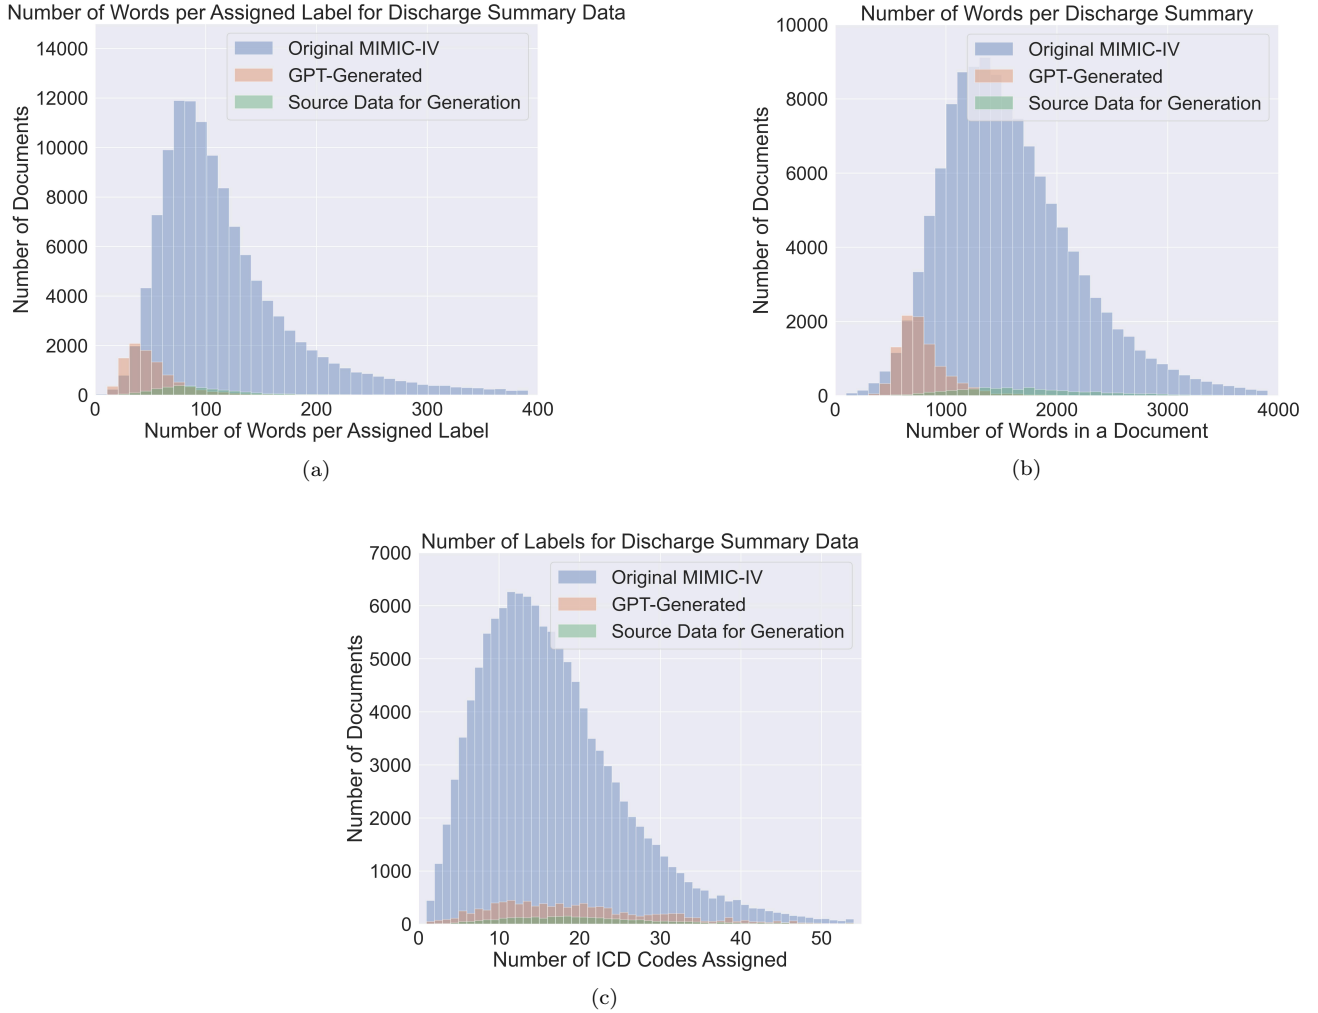 Number of Words per Assigned Label for Discharge Summary Data
14000
12000
10000
8000
6000
4000
2000
0
Number of Documents
Original MIMIC-IV
GPT-Generated
Source Data for Generation
0 100 200 300 400
Number of Words per Assigned Label
(a)
Number of Words per Discharge Summary
10000
8000
6000
4000
2000
0
Number of Documents
Original MIMIC-IV
GPT-Generated
Source Data for Generation
0 1000 2000 3000 4000
Number of Words in a Document
(b)
Number of Labels for Discharge Summary Data
7000
6000
5000
4000
3000
2000
1000
0
Number of Documents
Original MIMIC-IV
GPT-Generated
Source Data for Generation
0 10 20 30 40 50
Number of ICD Codes Assigned
(c)